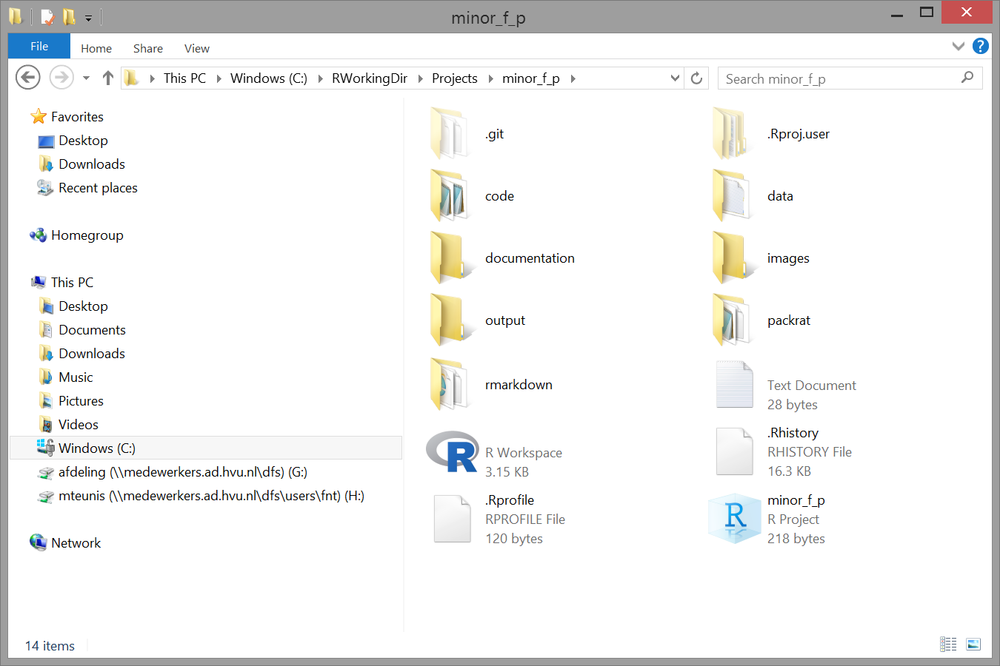 minor_f_p
File
Home
Share
View
This PC
Windows (C:)
RWorkingDir
Projects
minor_f_p
Search minor_f_p
Favorites
Desktop
Downloads
Recent places
Homegroup
This PC
Desktop
Documents
Downloads
Music
Pictures
Videos
Windows (C:)
afdeling (\\medewerkers.ad.hvu.nl\dfs) (G:)
mteunis (\\medewerkers.ad.hvu.nl\dfs\users\fnt) (H:)
Network
.git
.Rproj.user
code
data
documentation
images
output
packrat
rmarkdown
Text Document
28 bytes
R Workspace
3.15 KB
.Rhistory
RHISTORY File
16.3 KB
.Rprofile
RPROFILE File
120 bytes
minor_f_p
R Project
218 bytes
14 items